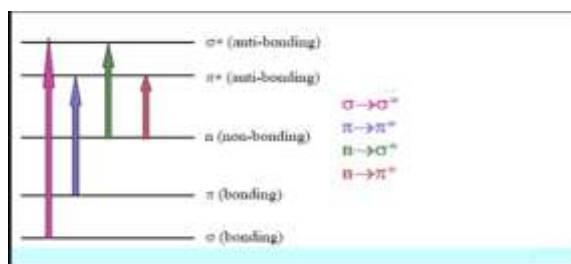 σ* (anti-bonding)
π* (anti-bonding)
n (non-bonding)
π (bonding)
σ (bonding)
σ→σ*
π→π*
n→σ*
n→π*